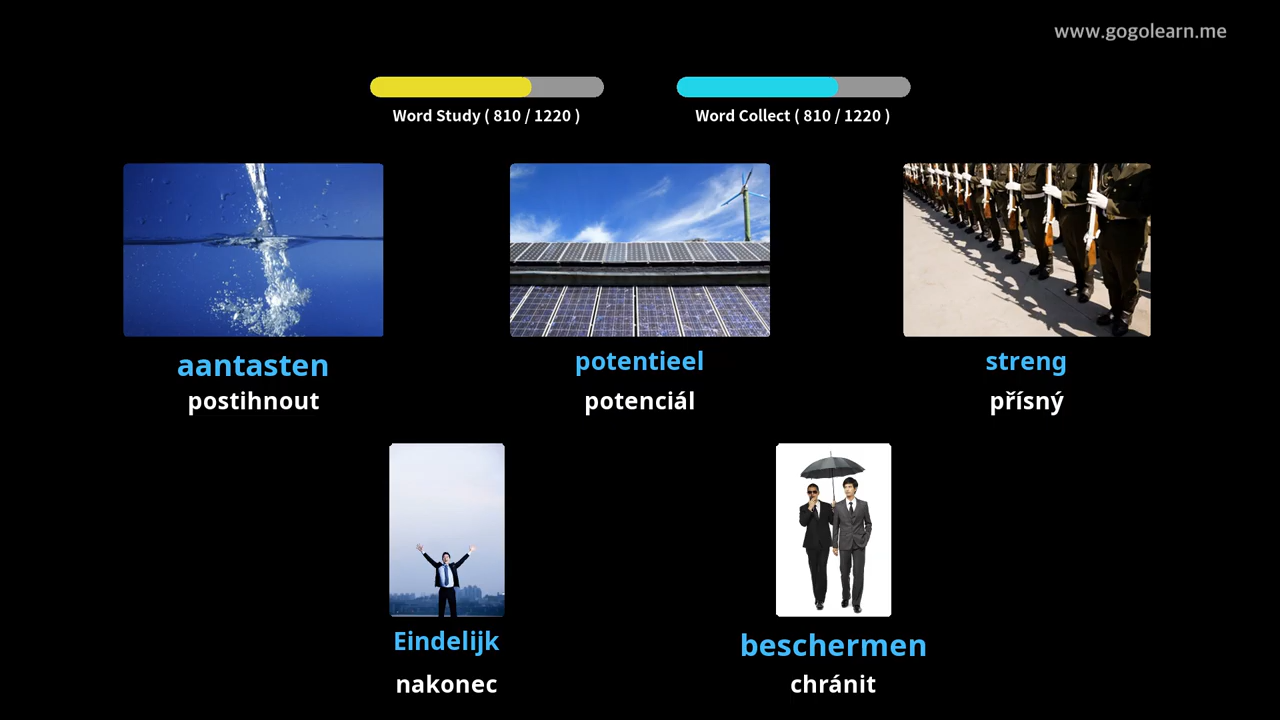 www.gogolearn.me
Word Study ( 810 / 1220 )
Word Collect ( 810 / 1220 )
aantasten
postihnout
potentieel
potenciál
streng
přísný
Eindelijk
nakonec
beschermen
chránit